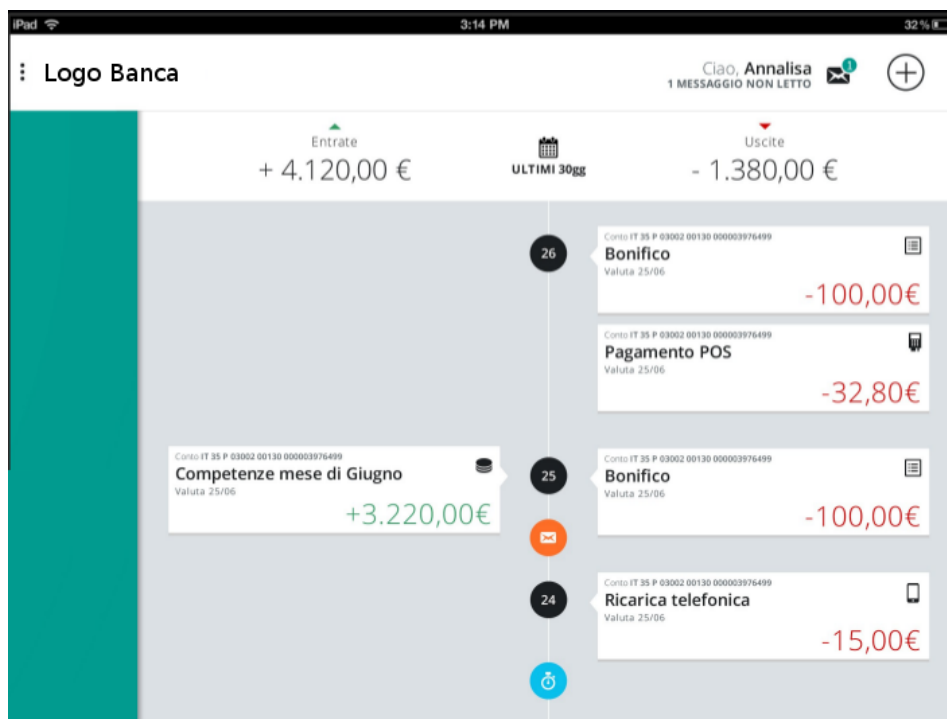 iPad 3:14 PM 32%
Logo Banca
Ciao, Annalisa
1 MESSAGGIO NON LETTO
1
Entrate
+ 4.120,00 €
ULTIMI 30gg
Uscite
- 1.380,00 €
26
Conto IT 35 P 03002 00130 000003976499
Bonifico
Valuta 25/06
-100,00€
Conto IT 35 P 03002 00130 000003976499
Pagamento POS
Valuta 25/06
-32,80€
Conto IT 35 P 03002 00130 000003976499
Competenze mese di Giugno
Valuta 25/06
+3.220,00€
25
Conto IT 35 P 03002 00130 000003976499
Bonifico
Valuta 25/06
-100,00€
24
Conto IT 35 P 03002 00130 000003976499
Ricarica telefonica
Valuta 25/06
-15,00€